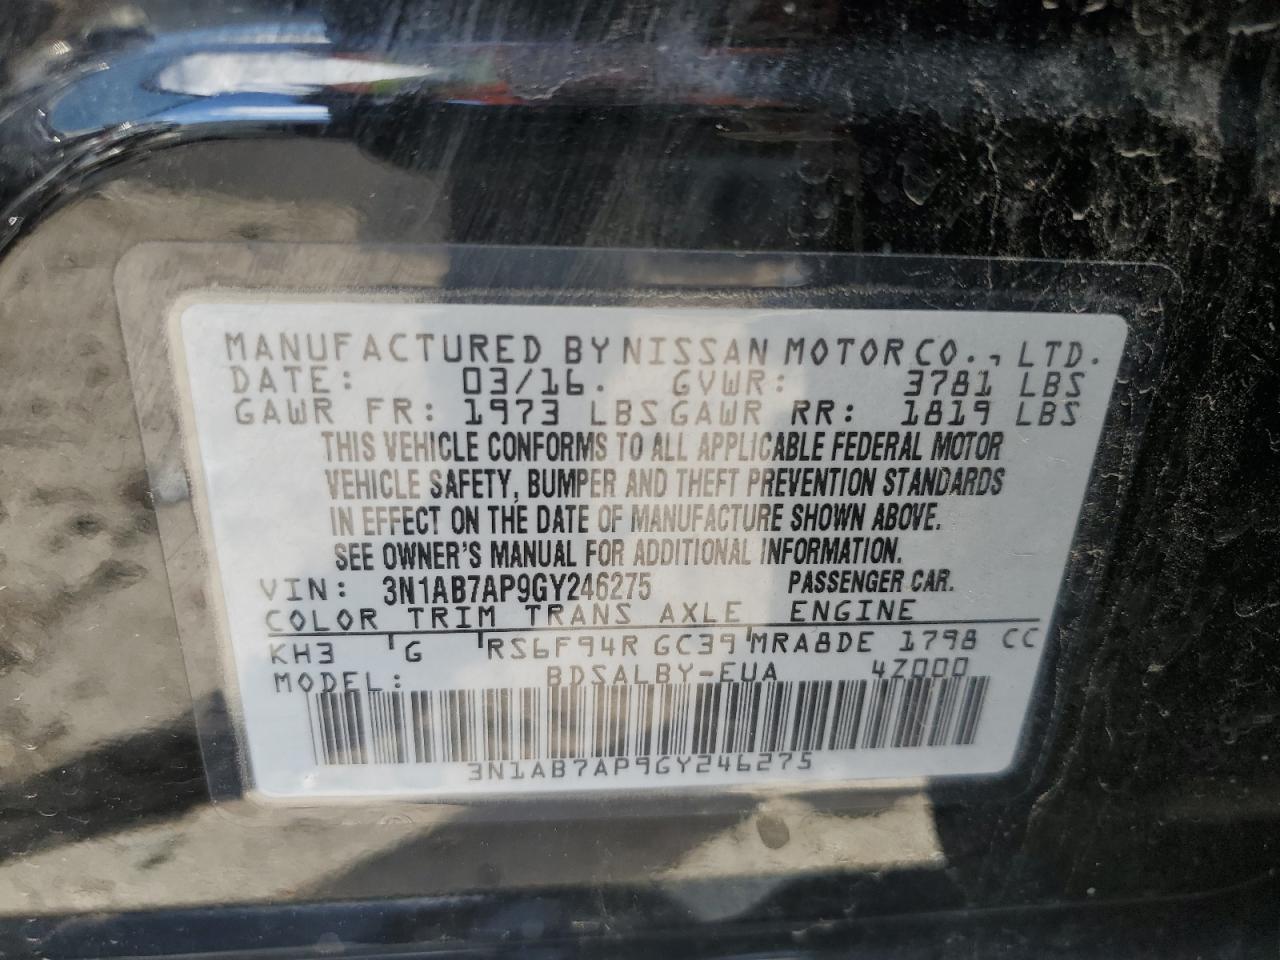 MANUFACTURED BY NISSAN MOTOR CO., LTD.
DATE: 03/16. GVWR: 3781 LBS
GAWR FR: 1973 LBS GAWR RR: 1819 LBS
THIS VEHICLE CONFORMS TO ALL APPLICABLE FEDERAL MOTOR
VEHICLE SAFETY, BUMPER AND THEFT PREVENTION STANDARDS
IN EFFECT ON THE DATE OF MANUFACTURE SHOWN ABOVE.
SEE OWNER'S MANUAL FOR ADDITIONAL INFORMATION.
VIN: 3N1AB7AP9GY246275 PASSENGER CAR.
COLOR TRIM TRANS AXLE ENGINE
KH3 G RS6F94R GC39 MRA8DE 1798 CC
MODEL: BDSALBY-EUA 4Z000
3N1AB7AP9GY246275